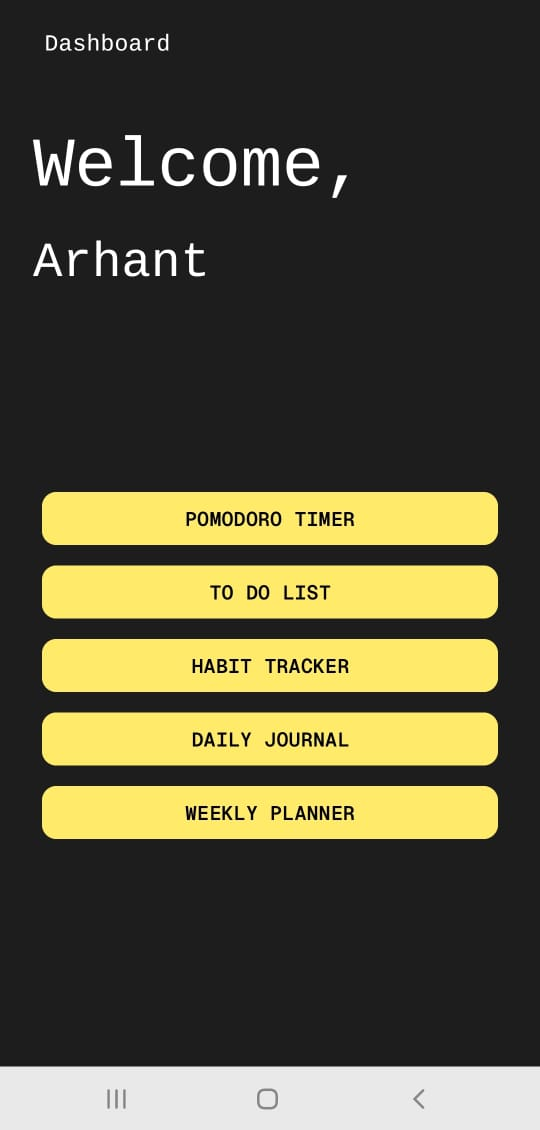 Dashboard
Welcome,
Arhant
POMODORO TIMER
TO DO LIST
HABIT TRACKER
DAILY JOURNAL
WEEKLY PLANNER